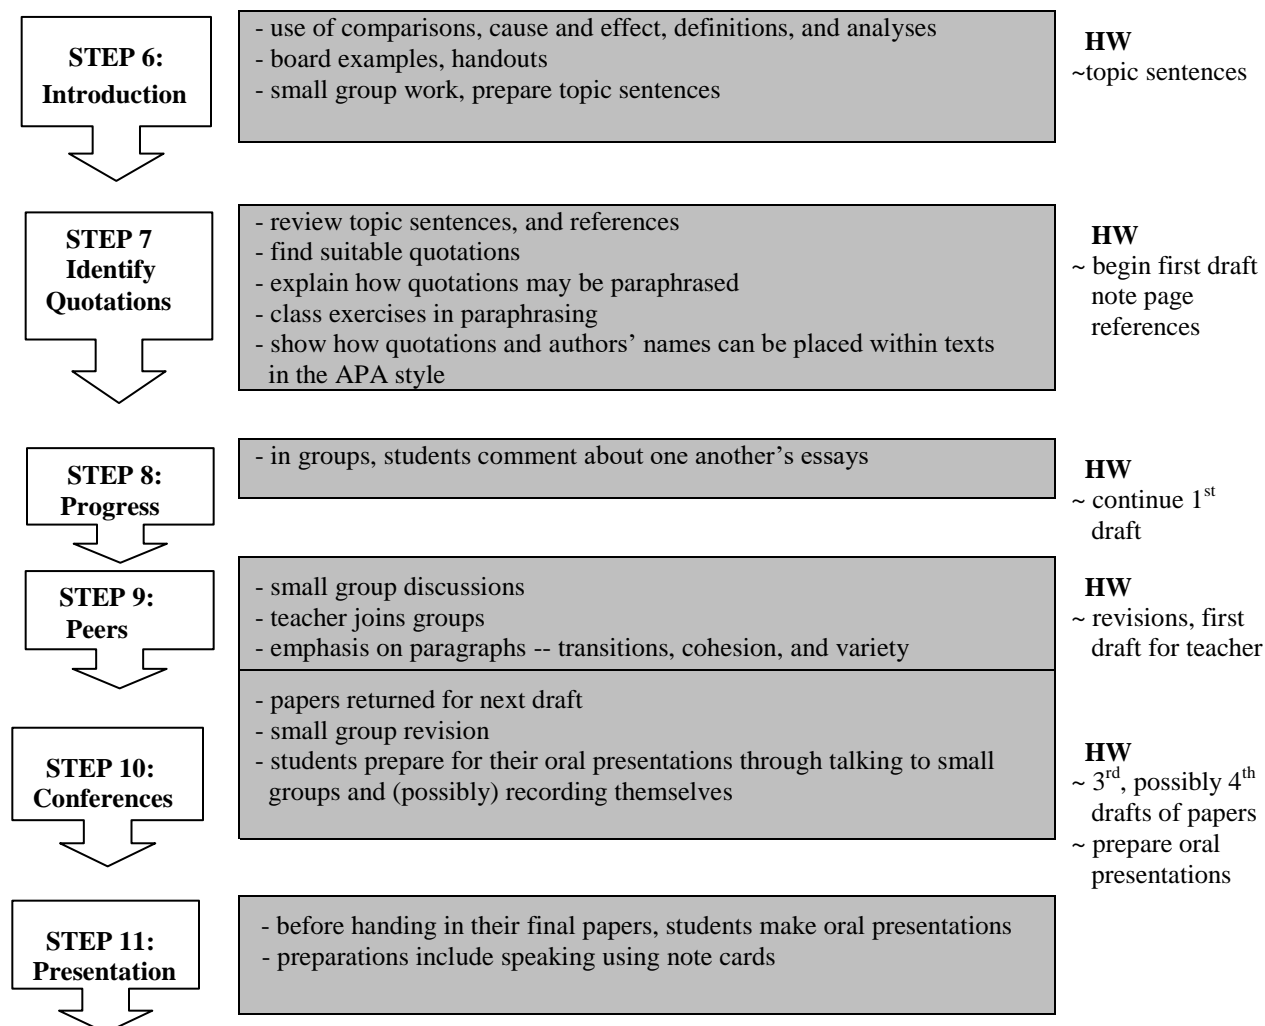 STEP 6:
Introduction
- use of comparisons, cause and effect, definitions, and analyses
- board examples, handouts
- small group work, prepare topic sentences
HW
~topic sentences
STEP 7
Identify
Quotations
- review topic sentences, and references
- find suitable quotations
- explain how quotations may be paraphrased
- class exercises in paraphrasing
- show how quotations and authors’ names can be placed within texts
in the APA style
HW
~ begin first draft
note page
references
STEP 8:
Progress
- in groups, students comment about one another’s essays
HW
~ continue 1st
draft
STEP 9:
Peers
- small group discussions
- teacher joins groups
- emphasis on paragraphs -- transitions, cohesion, and variety
HW
~ revisions, first
draft for teacher
STEP 10:
Conferences
- papers returned for next draft
- small group revision
- students prepare for their oral presentations through talking to small
groups and (possibly) recording themselves
HW
~ 3rd, possibly 4th
drafts of papers
~ prepare oral
presentations
STEP 11:
Presentation
- before handing in their final papers, students make oral presentations
- preparations include speaking using note cards